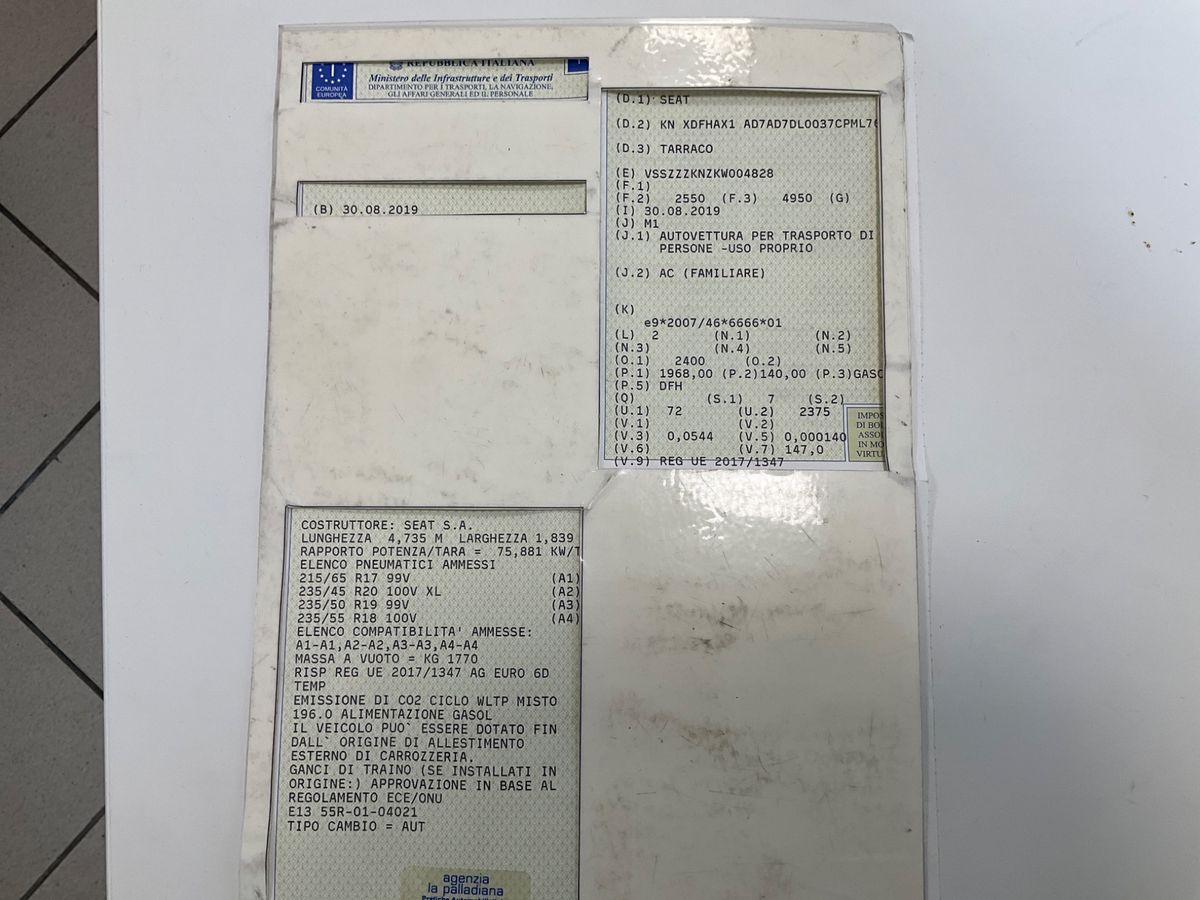 REPUBBLICA ITALIANA
Ministero delle Infrastrutture e dei Trasporti
DIPARTIMENTO PER I TRASPORTI, LA NAVIGAZIONE,
GLI AFFARI GENERALI ED IL PERSONALE
COMUNITÀ
EUROPEA
I
(B) 30.08.2019
(D.1) SEAT
(D.2) KN XDFHAX1 AD7AD7DL0037CPML7
(D.3) TARRACO
(E) VSSZZZKNZKW004828
(F.1)
(F.2) 2550 (F.3) 4950 (G)
(I) 30.08.2019
(J) M1
(J.1) AUTOVETTURA PER TRASPORTO DI
PERSONE -USO PROPRIO
(J.2) AC (FAMILIARE)
(K)
e9*2007/46*6666*01
(L) 2 (N.1) (N.2)
(N.3) (N.4) (N.5)
(O.1) 2400 (O.2)
(P.1) 1968,00 (P.2)140,00 (P.3)GASO
(P.5) DFH
(Q) (S.1) 7 (S.2)
(U.1) 72 (U.2) 2375
(V.1) (V.2)
(V.3) 0,0544 (V.5) 0,000140
(V.6) (V.7) 147,0
(V.9) REG UE 2017/1347
IMPOS
DI BOL
ASSO
IN MO
VIRTU
COSTRUTTORE: SEAT S.A.
LUNGHEZZA 4,735 M LARGHEZZA 1,839
RAPPORTO POTENZA/TARA = 75,881 KW/T
ELENCO PNEUMATICI AMMESSI
215/65 R17 99V (A1)
235/45 R20 100V XL (A2)
235/50 R19 99V (A3)
235/55 R18 100V (A4)
ELENCO COMPATIBILITA' AMMESSE:
A1-A1,A2-A2,A3-A3,A4-A4
MASSA A VUOTO = KG 1770
RISP REG UE 2017/1347 AG EURO 6D
TEMP
EMISSIONE DI CO2 CICLO WLTP MISTO
196.0 ALIMENTAZIONE GASOL
IL VEICOLO PUO` ESSERE DOTATO FIN
DALL` ORIGINE DI ALLESTIMENTO
ESTERNO DI CARROZZERIA.
GANCI DI TRAINO (SE INSTALLATI IN
ORIGINE:) APPROVAZIONE IN BASE AL
REGOLAMENTO ECE/ONU
E13 55R-01-04021
TIPO CAMBIO = AUT
agenzia
la palladiana